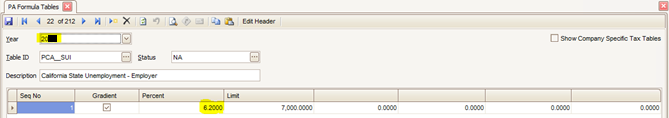 PA Formula Tables
22 of 212 Edit Header
Year 20 Show Company Specific Tax Tables
Table ID PCA__SUI Status NA
Description California State Unemployment - Employer
Seq No Gradient Percent Limit
1 6.2000 7,000.0000 0.0000 0.0000 0.0000 0.0000